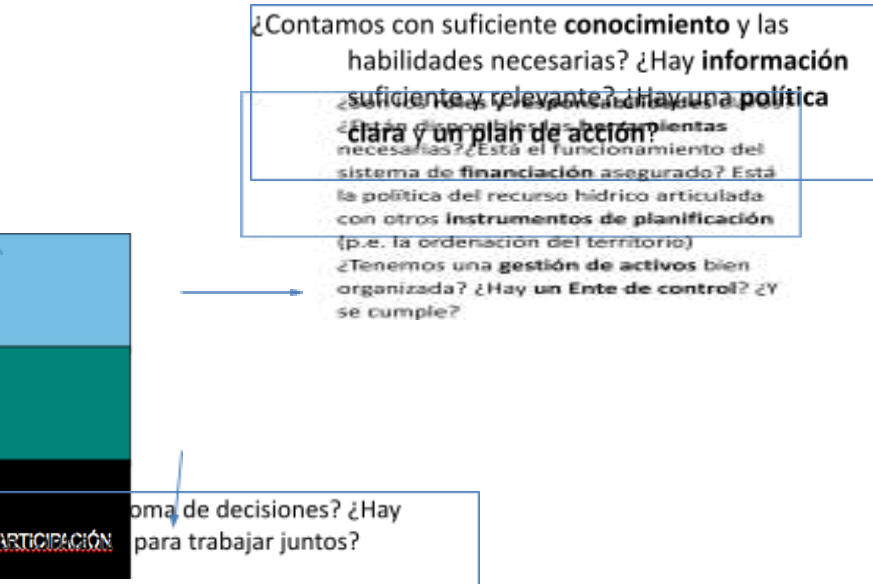 ¿Contamos con suficiente conocimiento y las
habilidades necesarias? ¿Hay información
suficiente y relevante? ¿Hay una política
clara y un plan de acción?
roles y responsabilidades
herramientas
necesarias?¿Está el funcionamiento del
sistema de financiación asegurado? Está
la política del recurso hídrico articulada
con otros instrumentos de planificación
(p.e. la ordenación del territorio)
¿Tenemos una gestión de activos bien
organizada? ¿Hay un Ente de control? ¿Y
se cumple?
oma de decisiones? ¿Hay
ARTICIPACIÓN para trabajar juntos?